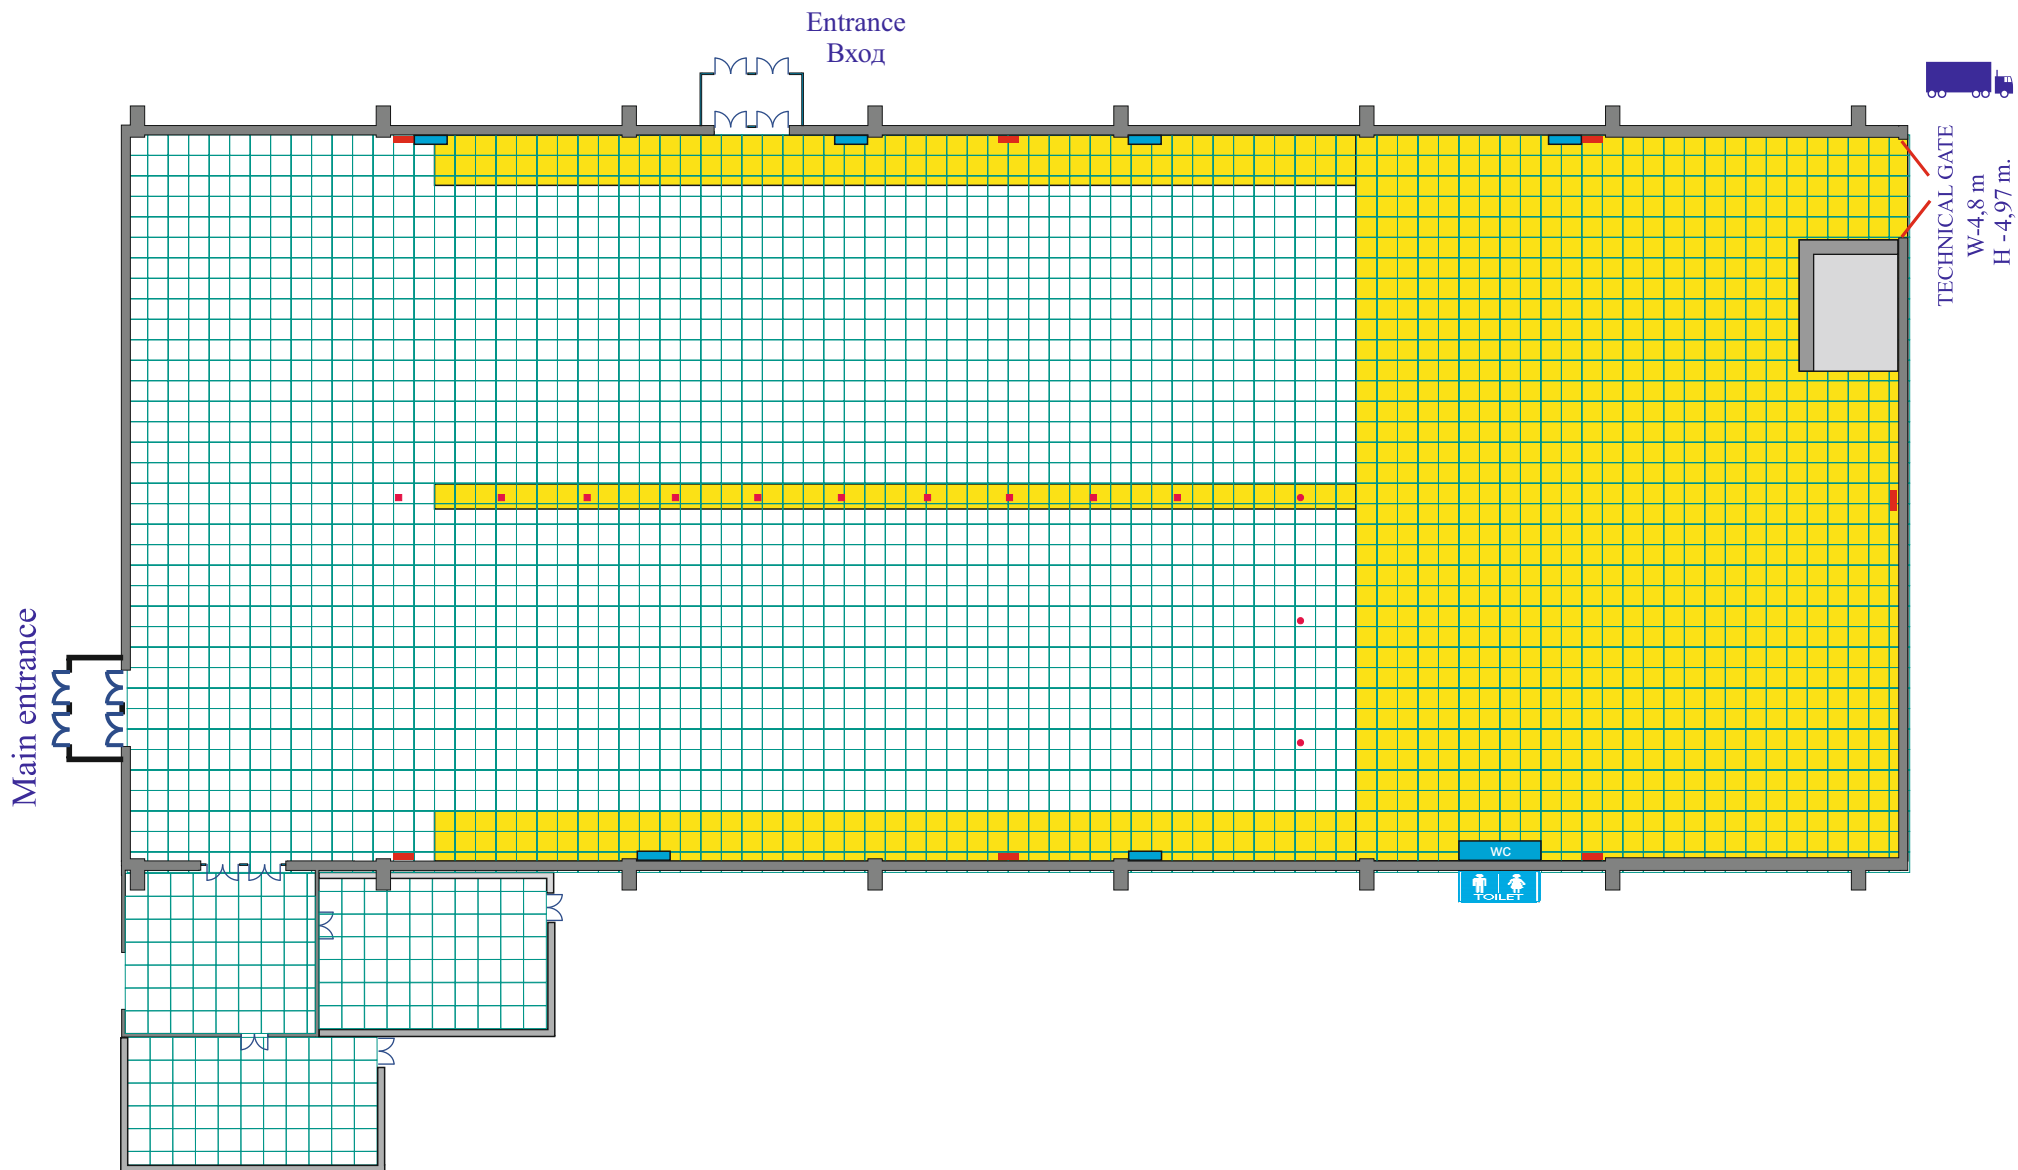 Entrance
Вход
TECHNICAL GATE
W-4,8 m
H - 4,97 m.
Main entrance
WC
TOILET